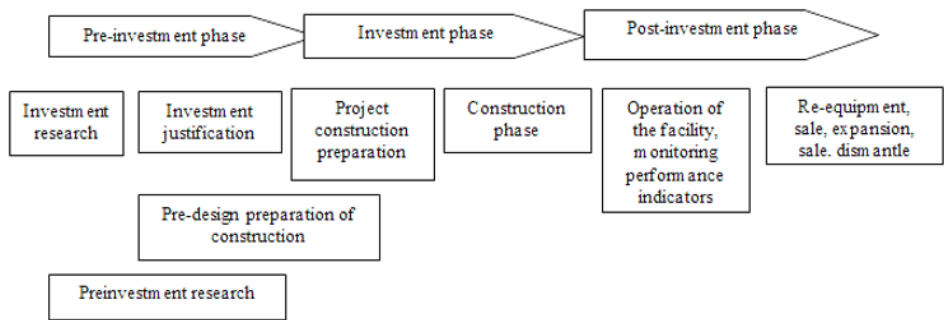 Pre-investment phase
Investment phase
Post-investment phase
Investment
research
Investment
justification
Project
construction
preparation
Construction
phase
Operation of
the facility,
monitoring
performance
indicators
Re-equipment,
sale, expansion,
sale. dismantle
Pre-design preparation of
construction
Preinvestment research